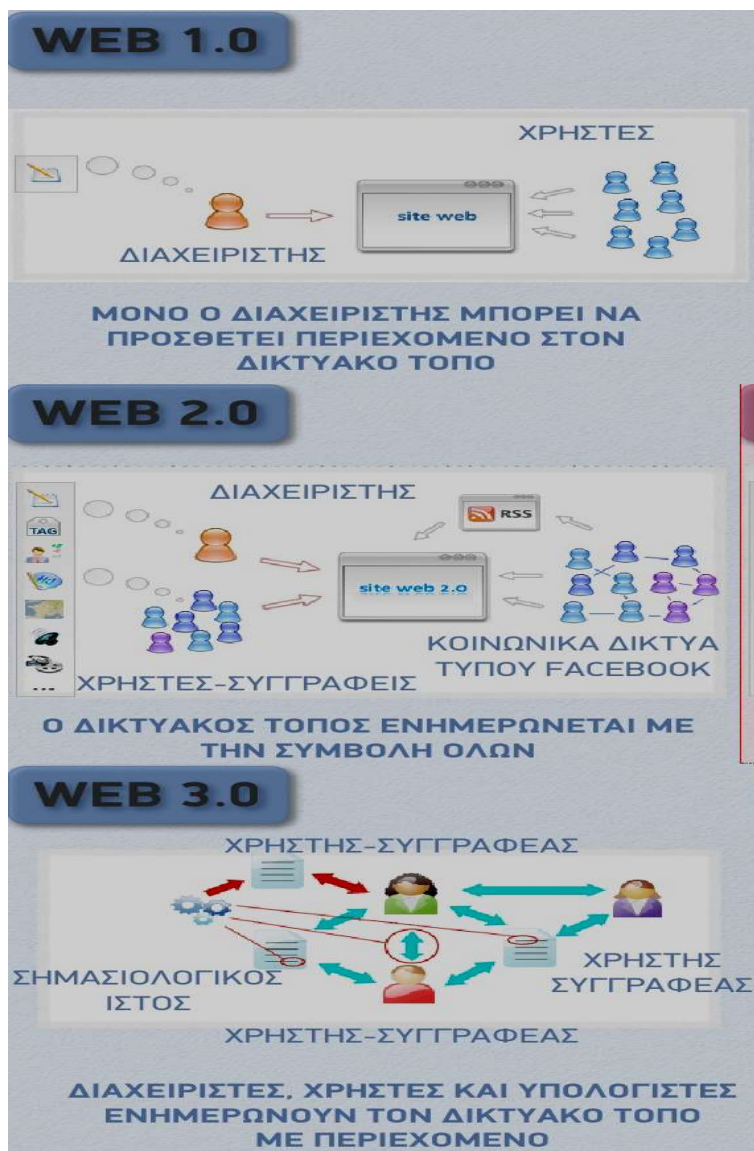 WEB 1.0
ΧΡΗΣΤΕΣ
site web
ΔΙΑΧΕΙΡΙΣΤΗΣ
ΜΟΝΟ Ο ΔΙΑΧΕΙΡΙΣΤΗΣ ΜΠΟΡΕΙ ΝΑ
ΠΡΟΣΘΕΤΕΙ ΠΕΡΙΕΧΟΜΕΝΟ ΣΤΟΝ
ΔΙΚΤΥΑΚΟ ΤΟΠΟ
WEB 2.0
ΔΙΑΧΕΙΡΙΣΤΗΣ
RSS
TAG
site web 2.0
ΚΟΙΝΩΝΙΚΑ ΔΙΚΤΥΑ
ΤΥΠΟΥ FACEBOOK
...
ΧΡΗΣΤΕΣ-ΣΥΓΓΡΑΦΕΙΣ
Ο ΔΙΚΤΥΑΚΟΣ ΤΟΠΟΣ ΕΝΗΜΕΡΩΝΕΤΑΙ ΜΕ
ΤΗΝ ΣΥΜΒΟΛΗ ΟΛΩΝ
WEB 3.0
ΧΡΗΣΤΗΣ-ΣΥΓΓΡΑΦΕΑΣ
ΣΗΜΑΣΙΟΛΟΓΙΚΟΣ
ΙΣΤΟΣ
ΧΡΗΣΤΗΣ
ΣΥΓΓΡΑΦΕΑΣ
ΧΡΗΣΤΗΣ-ΣΥΓΓΡΑΦΕΑΣ
ΔΙΑΧΕΙΡΙΣΤΕΣ, ΧΡΗΣΤΕΣ ΚΑΙ ΥΠΟΛΟΓΙΣΤΕΣ
ΕΝΗΜΕΡΩΝΟΥΝ ΤΟΝ ΔΙΚΤΥΑΚΟ ΤΟΠΟ
ΜΕ ΠΕΡΙΕΧΟΜΕΝΟ